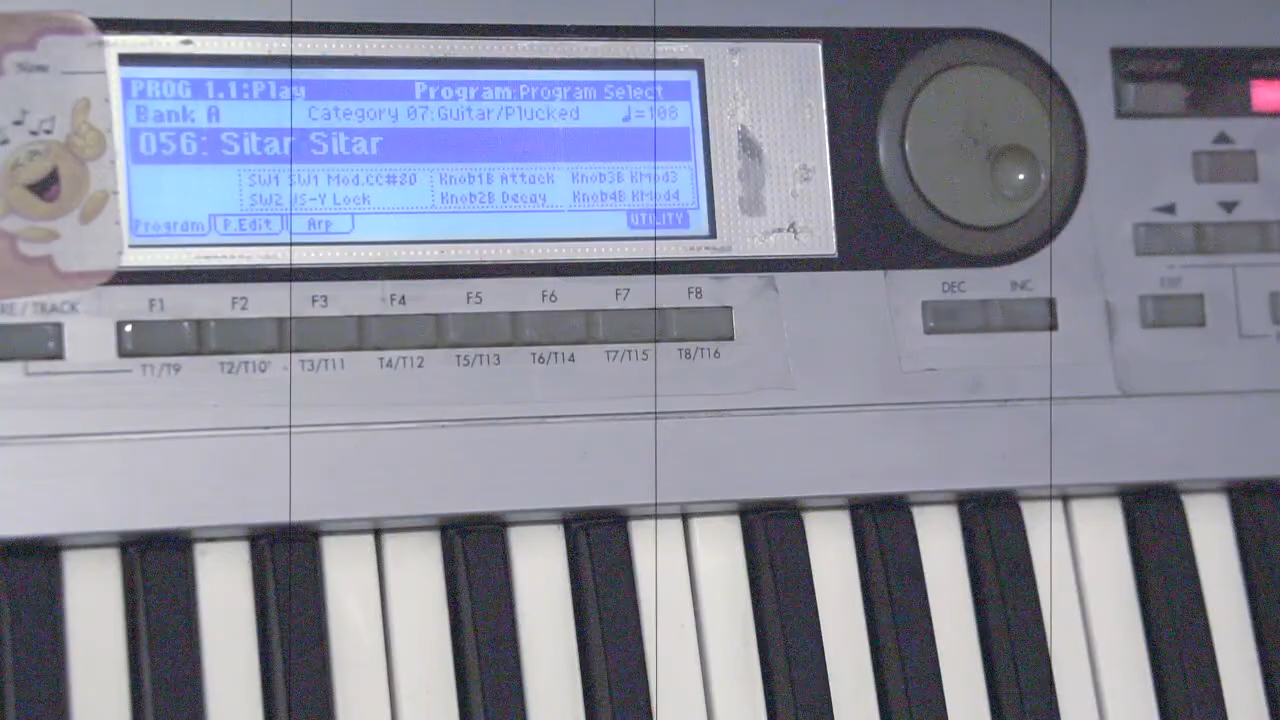 Name
PROG 1.1:Play Program:Program Select
Bank A Category 07:Guitar/Plucked ♩=108
056: Sitar Sitar
SW1 SW1 Mod.CC#80 Knob1B Attack Knob3B KMod3
SW2 JS-Y Lock Knob2B Decay Knob4B KMod4
Program P.Edit Arp UTILITY
RE / TRACK F1 F2 F3 F4 F5 F6 F7 F8 DEC INC
T1/T9 T2/T10 T3/T11 T4/T12 T5/T13 T6/T14 T7/T15 T8/T16